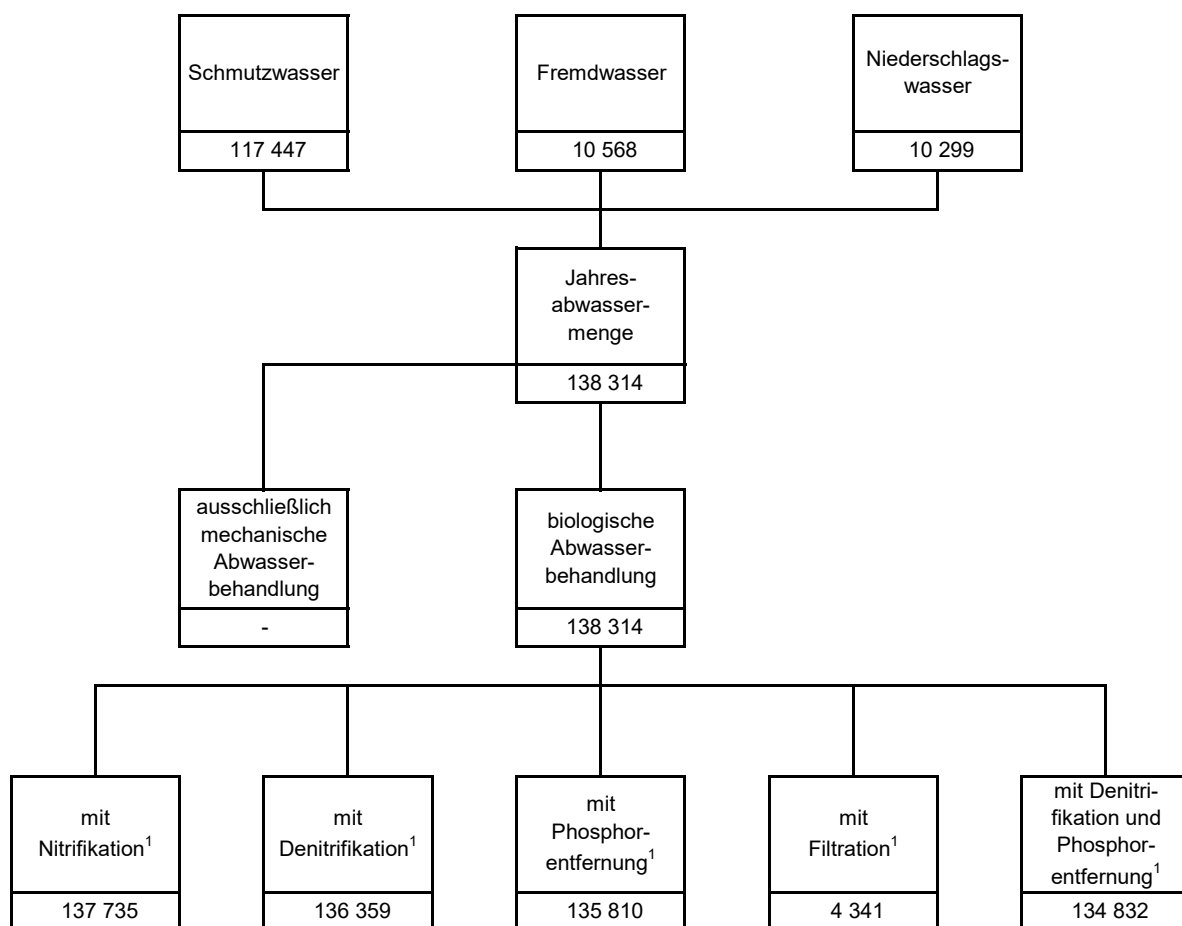 Schmutzwasser
117 447
Fremdwasser
10 568
Niederschlags-
wasser
10 299
Jahres-
abwasser-
menge
138 314
ausschließlich
mechanische
Abwasser-
behandlung
-
biologische
Abwasser-
behandlung
138 314
mit
Nitrifikation¹
137 735
mit
Denitrifikation¹
136 359
mit
Phosphor-
entfernung¹
135 810
mit
Filtration¹
4 341
mit Denitri-
fikation und
Phosphor-
entfernung¹
134 832